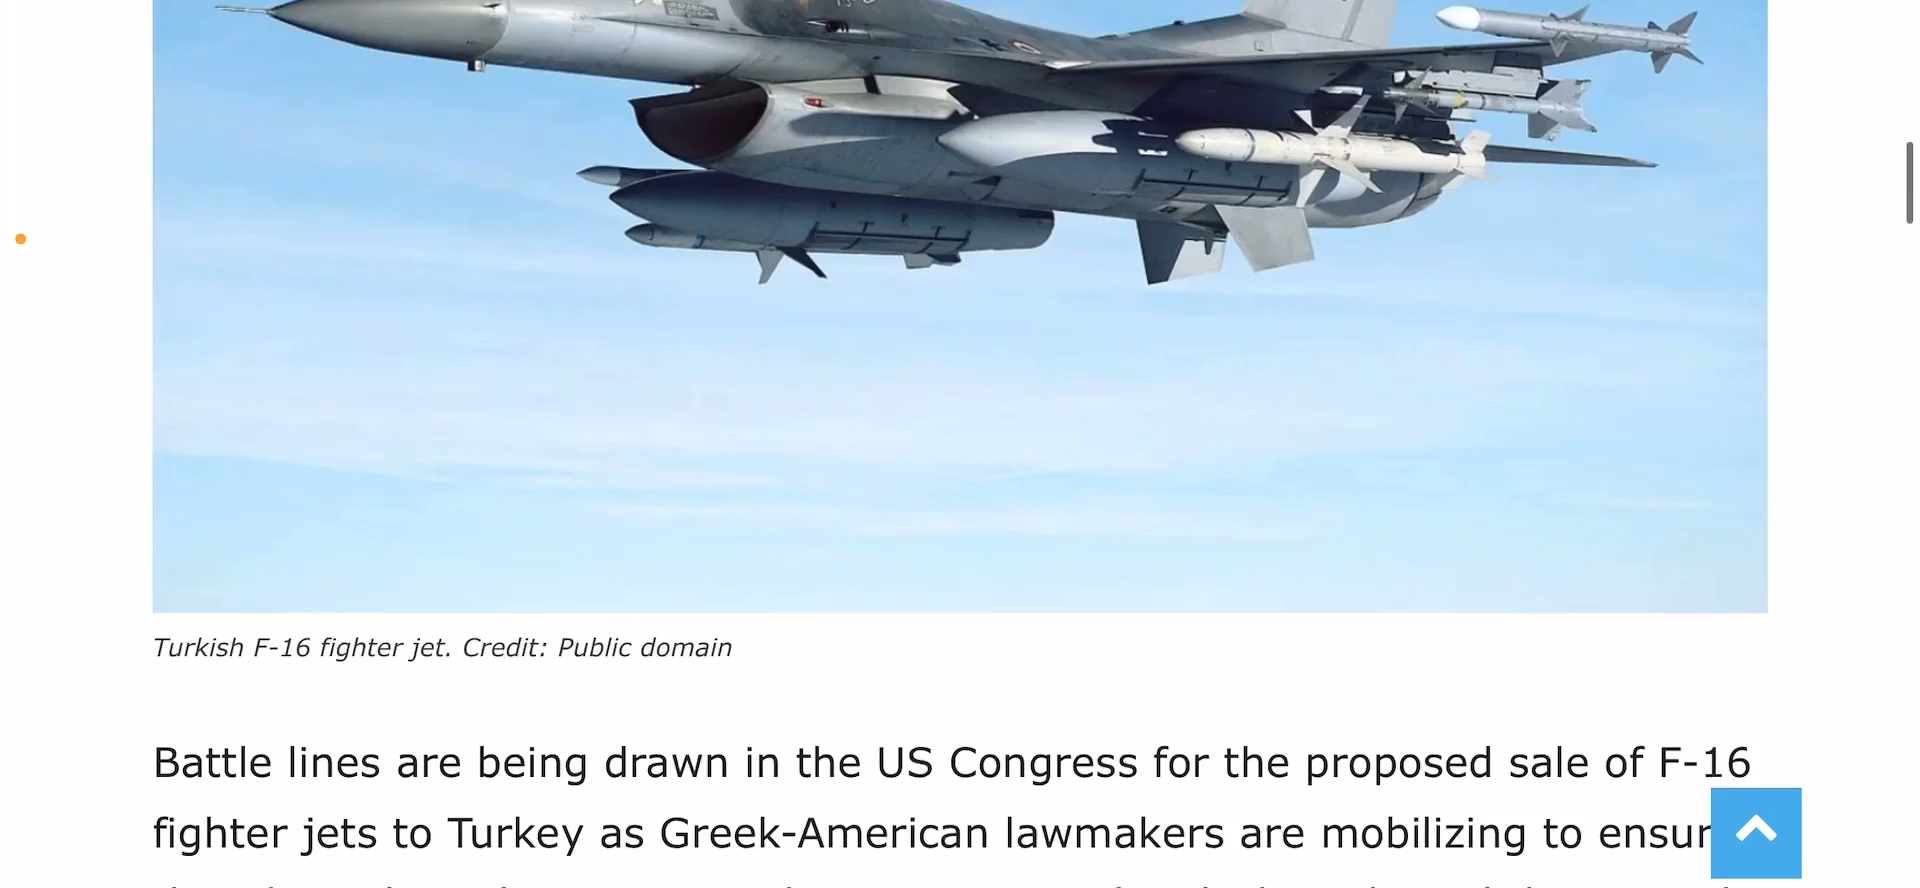 Turkish F-16 fighter jet. Credit: Public domain
Battle lines are being drawn in the US Congress for the proposed sale of F-16
fighter jets to Turkey as Greek-American lawmakers are mobilizing to ensur